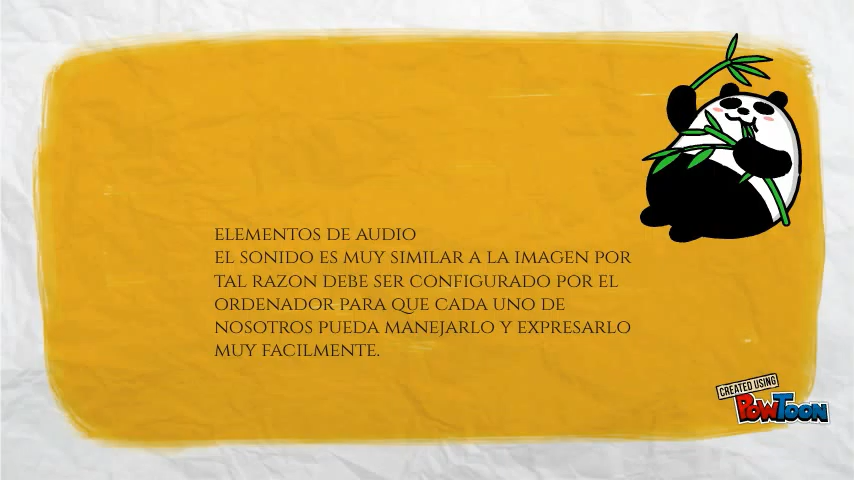 ELEMENTOS DE AUDIO
EL SONIDO ES MUY SIMILAR A LA IMAGEN POR
TAL RAZON DEBE SER CONFIGURADO POR EL
ORDENADOR PARA QUE CADA UNO DE
NOSOTROS PUEDA MANEJARLO Y EXPRESARLO
MUY FACILMENTE.
CREATED USING
POWTOON